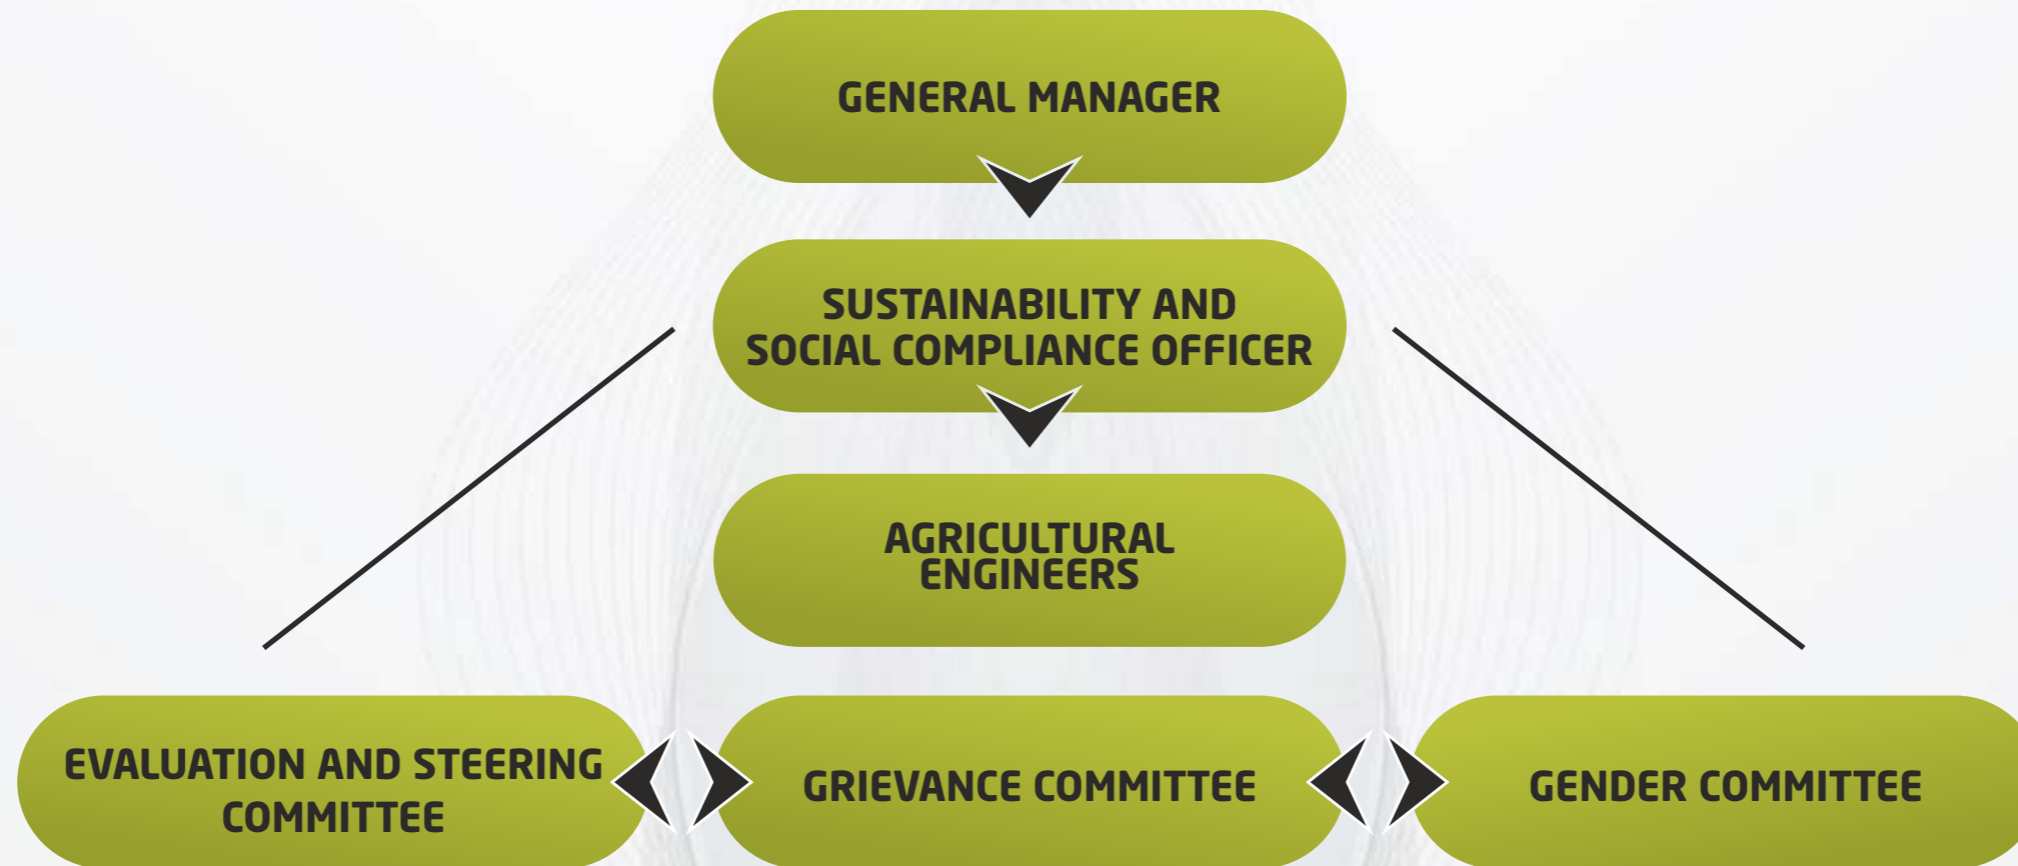 GENERAL MANAGER
SUSTAINABILITY AND
SOCIAL COMPLIANCE OFFICER
AGRICULTURAL
ENGINEERS
EVALUATION AND STEERING
COMMITTEE
GRIEVANCE COMMITTEE
GENDER COMMITTEE